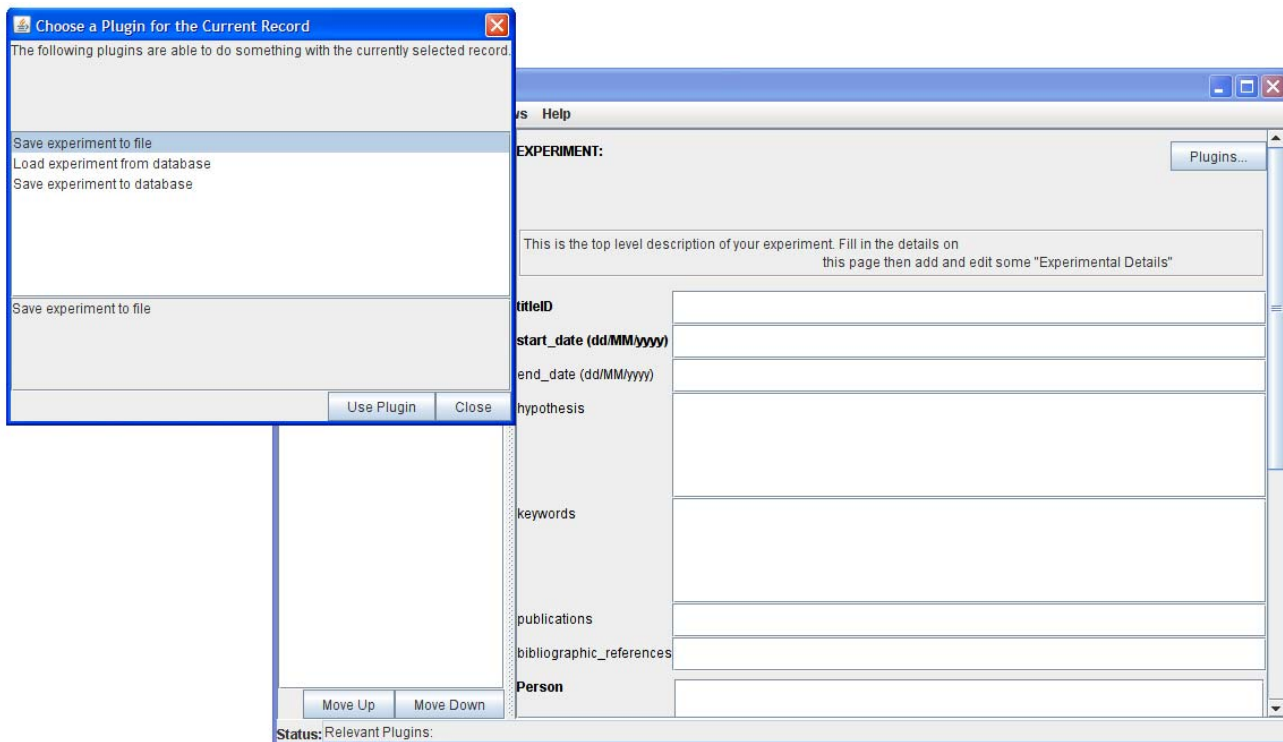 Choose a Plugin for the Current Record
The following plugins are able to do something with the currently selected record.
Save experiment to file
Load experiment from database
Save experiment to database
Save experiment to file
Use Plugin Close
Help
EXPERIMENT:
Plugins...
This is the top level description of your experiment. Fill in the details on
this page then add and edit some "Experimental Details"
titleID
start_date (dd/MM/yyyy)
end_date (dd/MM/yyyy)
hypothesis
keywords
publications
bibliographic_references
Person
Move Up Move Down
Status: Relevant Plugins: